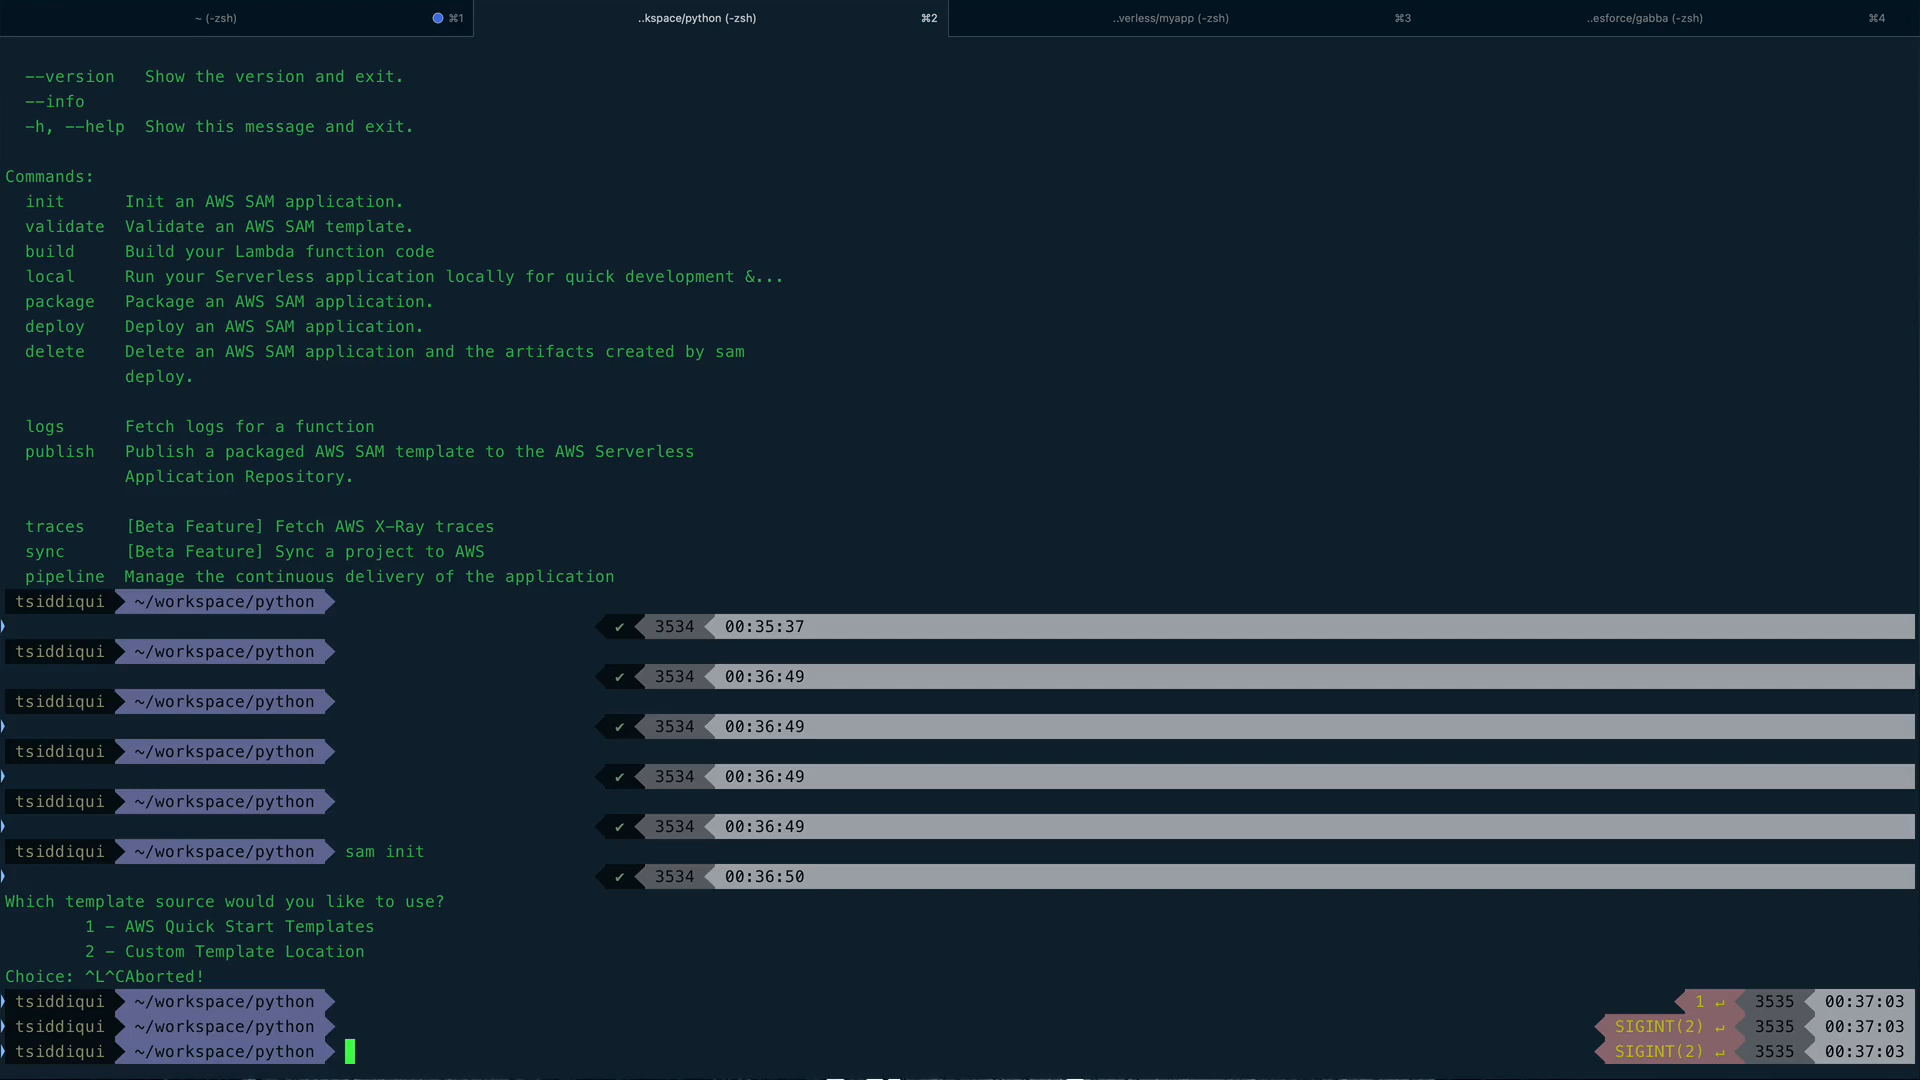 ~ (-zsh) ⌘1 ..kspace/python (-zsh) ⌘2 ..verless/myapp (-zsh) ⌘3 ..esforce/gabba (-zsh) ⌘4
--version Show the version and exit.
--info
-h, --help Show this message and exit.
Commands:
init Init an AWS SAM application.
validate Validate an AWS SAM template.
build Build your Lambda function code
local Run your Serverless application locally for quick development &...
package Package an AWS SAM application.
deploy Deploy an AWS SAM application.
delete Delete an AWS SAM application and the artifacts created by sam
deploy.
logs Fetch logs for a function
publish Publish a packaged AWS SAM template to the AWS Serverless
Application Repository.
traces [Beta Feature] Fetch AWS X-Ray traces
sync [Beta Feature] Sync a project to AWS
pipeline Manage the continuous delivery of the application
tsiddiqui ~/workspace/python
✔ 3534 00:35:37
tsiddiqui ~/workspace/python
✔ 3534 00:36:49
tsiddiqui ~/workspace/python
✔ 3534 00:36:49
tsiddiqui ~/workspace/python
✔ 3534 00:36:49
tsiddiqui ~/workspace/python
✔ 3534 00:36:49
tsiddiqui ~/workspace/python sam init
✔ 3534 00:36:50
Which template source would you like to use?
1 - AWS Quick Start Templates
2 - Custom Template Location
Choice: ^L^CAborted!
tsiddiqui ~/workspace/python 1 ↵ 3535 00:37:03
tsiddiqui ~/workspace/python SIGINT(2) ↵ 3535 00:37:03
tsiddiqui ~/workspace/python SIGINT(2) ↵ 3535 00:37:03